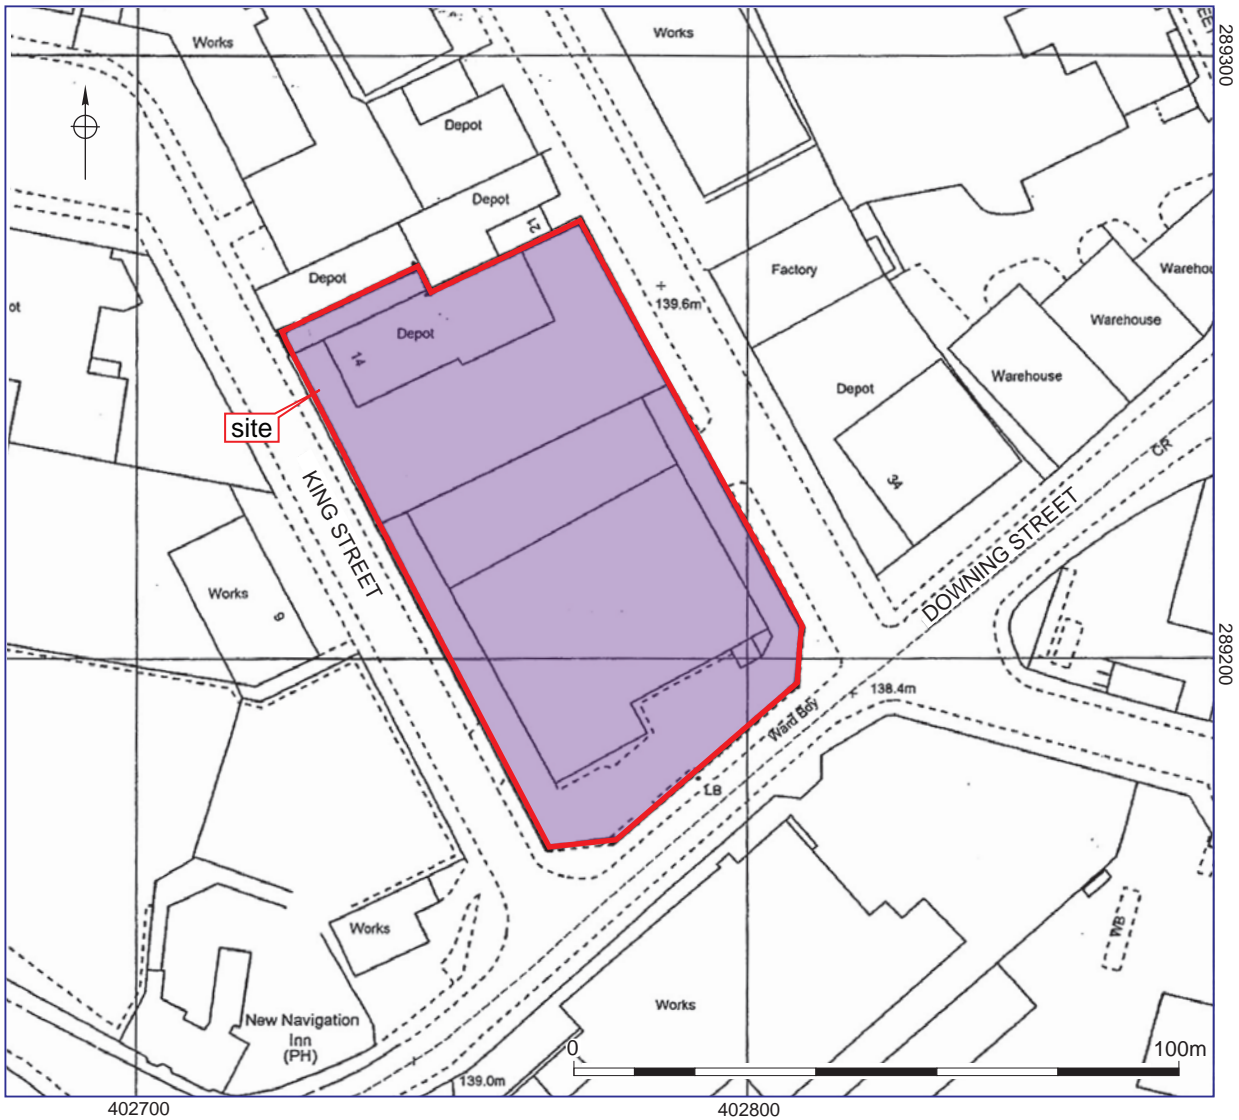 Works
Works
289300
Depot
Depot
21
Depot
Factory
Warehou
ot
139.6m
Warehouse
Depot
14
Warehouse
Depot
site
CR
34
KING STREET
DOWNING STREET
Works
9
289200
138.4m
Ward Bdy
LB
Works
WB
Works
New Navigation
Inn
(PH)
0
100m
139.0m
402700
402800